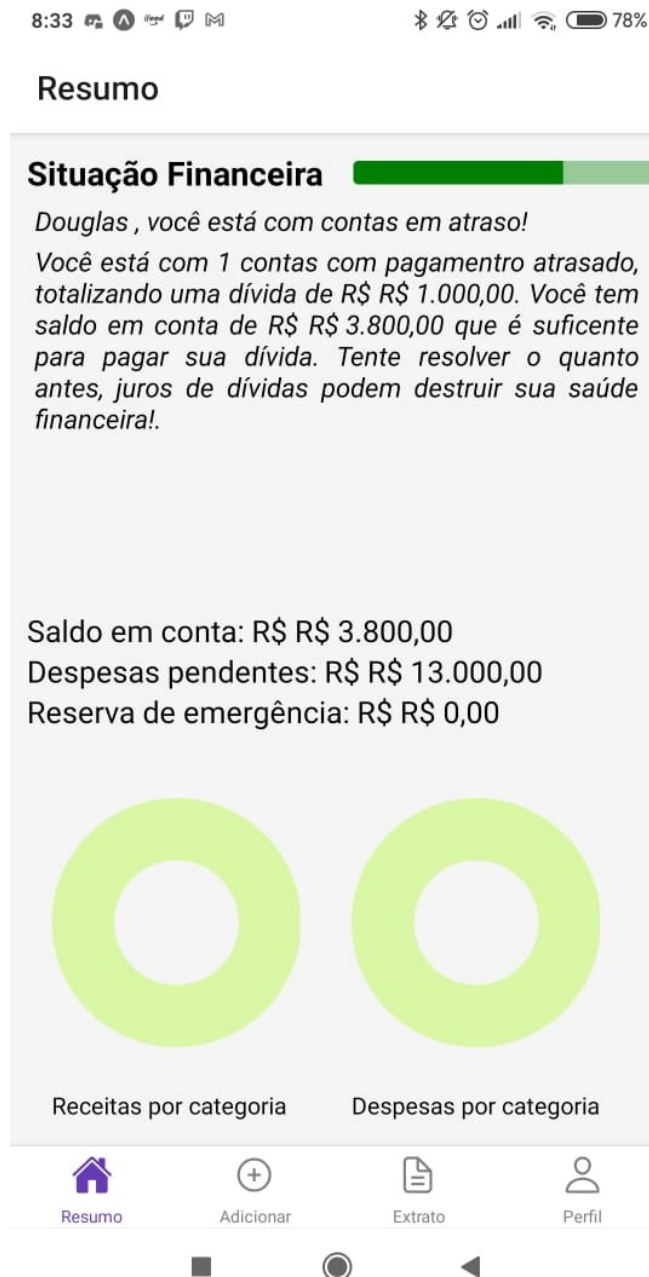 8:33
78%
Resumo
Situação Financeira
Douglas , você está com contas em atraso!
Você está com 1 contas com pagamentro atrasado,
totalizando uma dívida de R$ R$ 1.000,00. Você tem
saldo em conta de R$ R$ 3.800,00 que é suficente
para pagar sua dívida. Tente resolver o quanto
antes, juros de dívidas podem destruir sua saúde
financeira!.
Saldo em conta: R$ R$ 3.800,00
Despesas pendentes: R$ R$ 13.000,00
Reserva de emergência: R$ R$ 0,00
Receitas por categoria
Despesas por categoria
Resumo
Adicionar
Extrato
Perfil